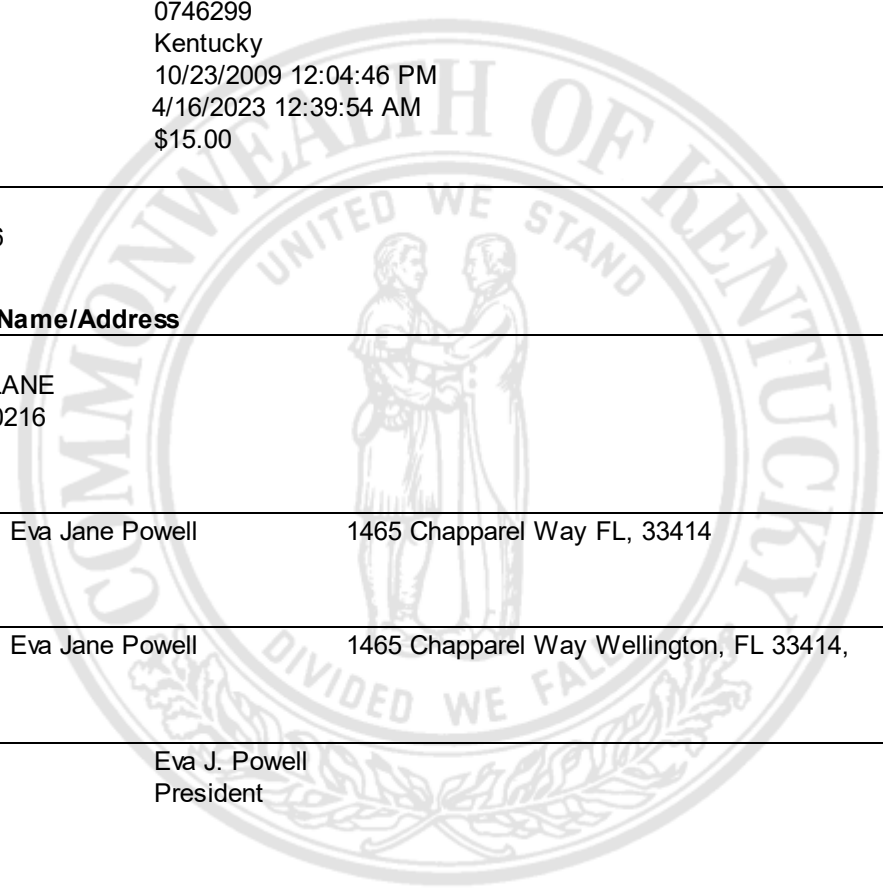 0746299
Kentucky
10/23/2009 12:04:46 PM
4/16/2023 12:39:54 AM
$15.00
COMMONWEALTH OF KENTUCKY
UNITED WE STAND
6
Name/Address
LANE
0216
Eva Jane Powell 1465 Chapparel Way FL, 33414
Eva Jane Powell 1465 Chapparel Way Wellington, FL 33414,
DIVIDED WE FALL
Eva J. Powell
President